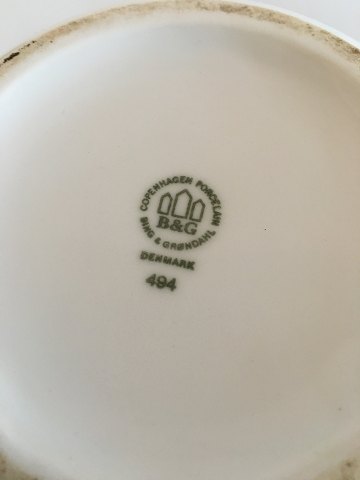 COPENHAGEN PORCELAIN
B&G
BING & GRØNDAHL
DENMARK
494